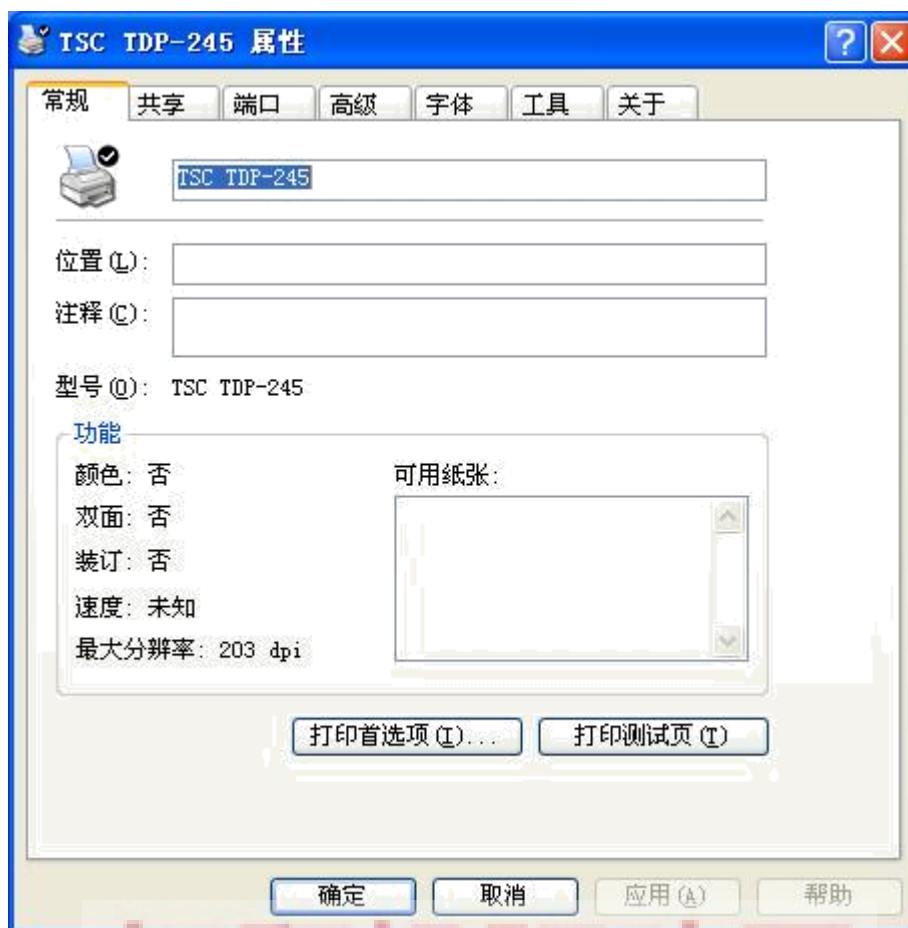 TSC TDP-245 属性
常规 共享 端口 高级 字体 工具 关于
TSC TDP-245
位置(L):
注释(C):
型号(O): TSC TDP-245
功能
颜色: 否 可用纸张:
双面: 否
装订: 否
速度: 未知
最大分辨率: 203 dpi
打印首选项(I)... 打印测试页(T)
确定 取消 应用(A) 帮助